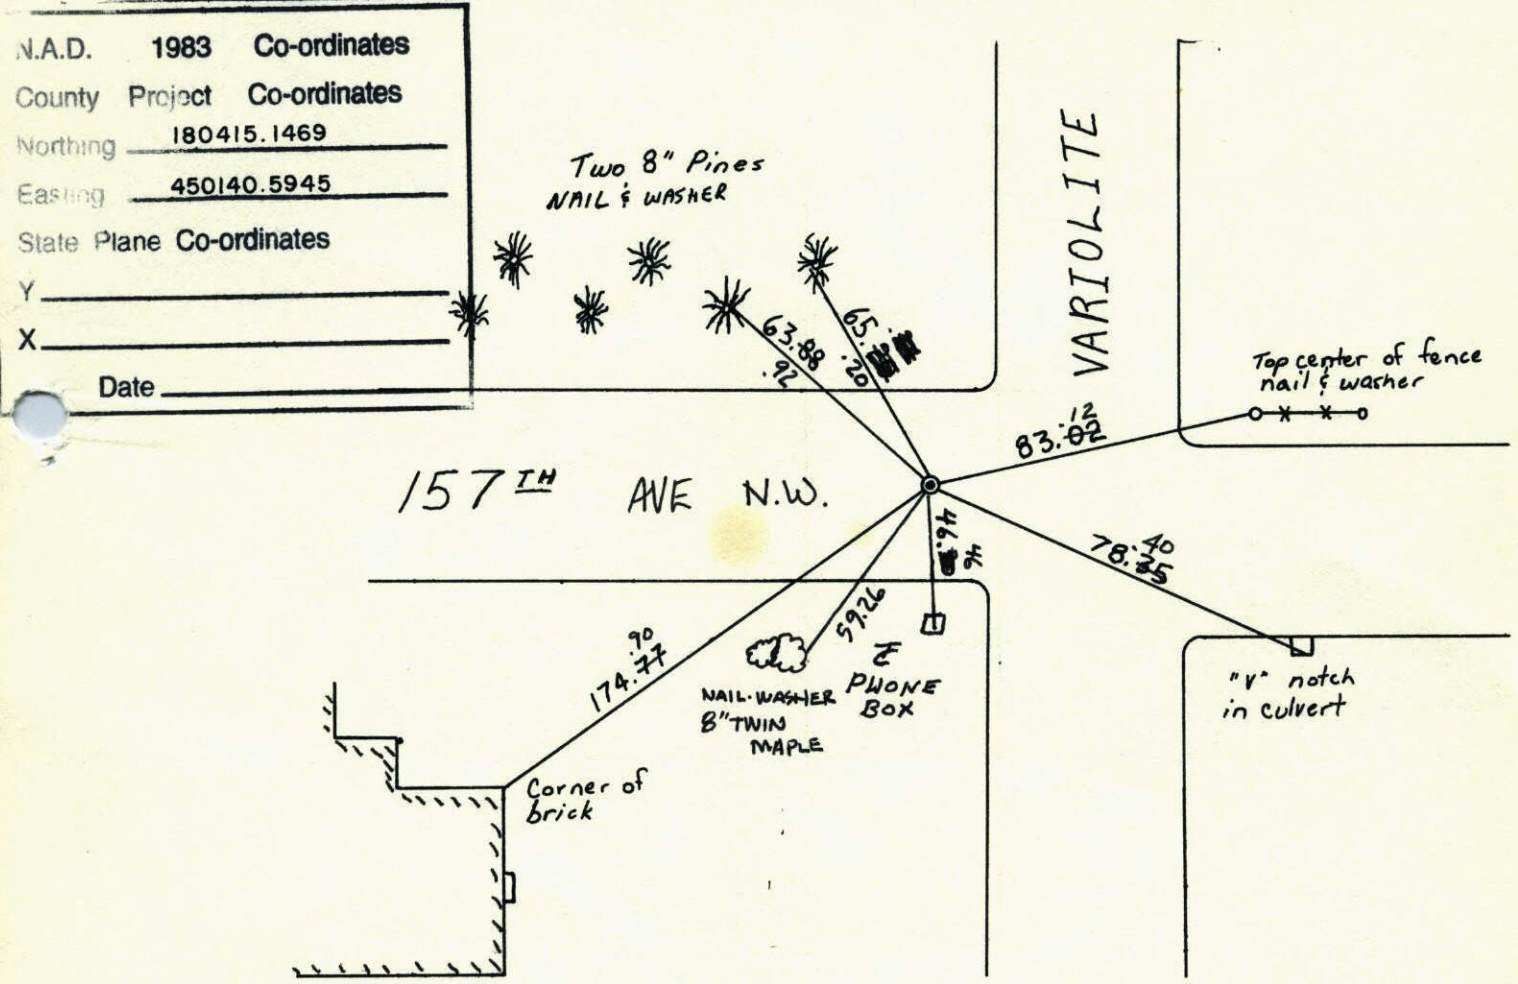 N.A.D. 1983 Co-ordinates
County Project Co-ordinates
Northing 180415.1469
Easting 450140.5945
State Plane Co-ordinates
Y
X
Date
Two 8" Pines
NAIL & WASHER
VARIOLITE
63.88
.92
65.
.20
Top center of fence
nail & washer
.12
83.02
157TH AVE N.W.
46.
46
.40
78.35
59.26
.90
174.77
NAIL-WASHER
8" TWIN
MAPLE
PHONE
BOX
"V" notch
in culvert
Corner of
brick